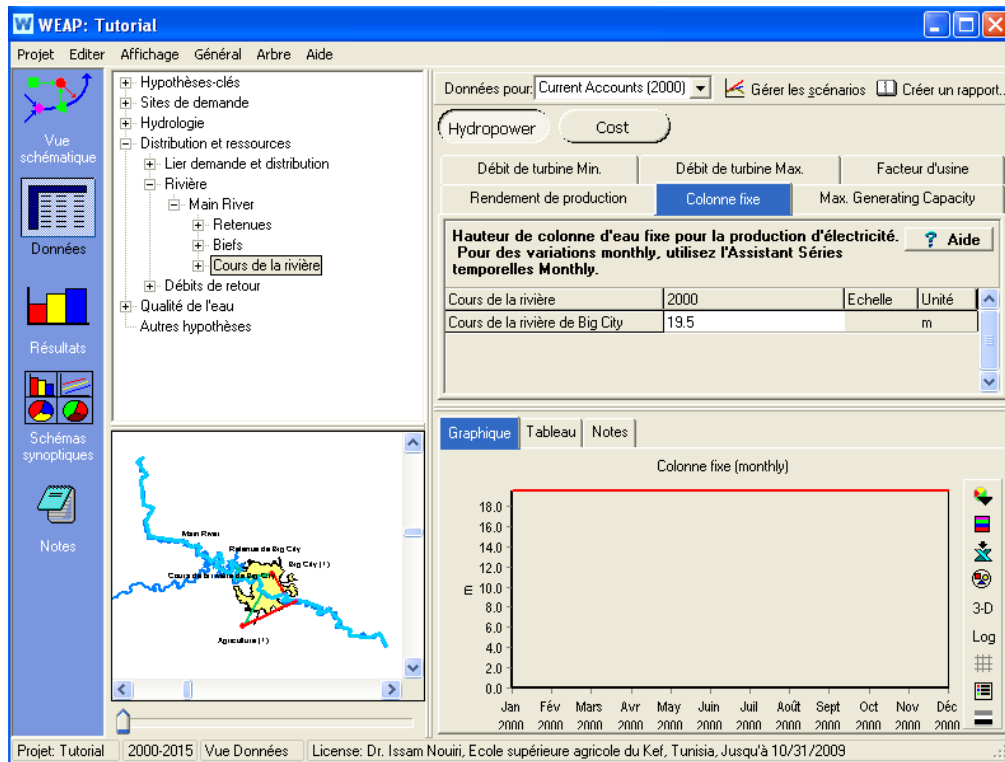 WEAP: Tutorial
Projet Editer Affichage Général Arbre Aide
Vue schématique
Données
Résultats
Schémas synoptiques
Notes
Hypothèses-clés
Sites de demande
Hydrologie
Distribution et ressources
Lier demande et distribution
Rivière
Main River
Retenues
Biefs
Cours de la rivière
Débits de retour
Qualité de l'eau
Autres hypothèses
Données pour: Current Accounts (2000) Gérer les scénarios Créer un rapport..
Hydropower Cost
Débit de turbine Min. Débit de turbine Max. Facteur d'usine
Rendement de production Colonne fixe Max. Generating Capacity
Hauteur de colonne d'eau fixe pour la production d'électricité.
Pour des variations monthly, utilisez l'Assistant Séries
temporelles Monthly.
? Aide
Cours de la rivière 2000 Echelle Unité
Cours de la rivière de Big City 19.5 m
Main River
Retenue de Big City
Big City (1)
Cours de la rivière de Big City
Agriculture (1)
Graphique Tableau Notes
Colonne fixe (monthly)
18.0
16.0
14.0
12.0
10.0
8.0
6.0
4.0
2.0
0.0
m
Jan Fév Mars Avr May Juin Juil Août Sept Oct Nov Déc
2000 2000 2000 2000 2000 2000 2000 2000 2000 2000 2000 2000
3-D
Log
Projet: Tutorial 2000-2015 Vue Données License: Dr. Issam Nouiri, Ecole supérieure agricole du Kef, Tunisia, Jusqu'à 10/31/2009